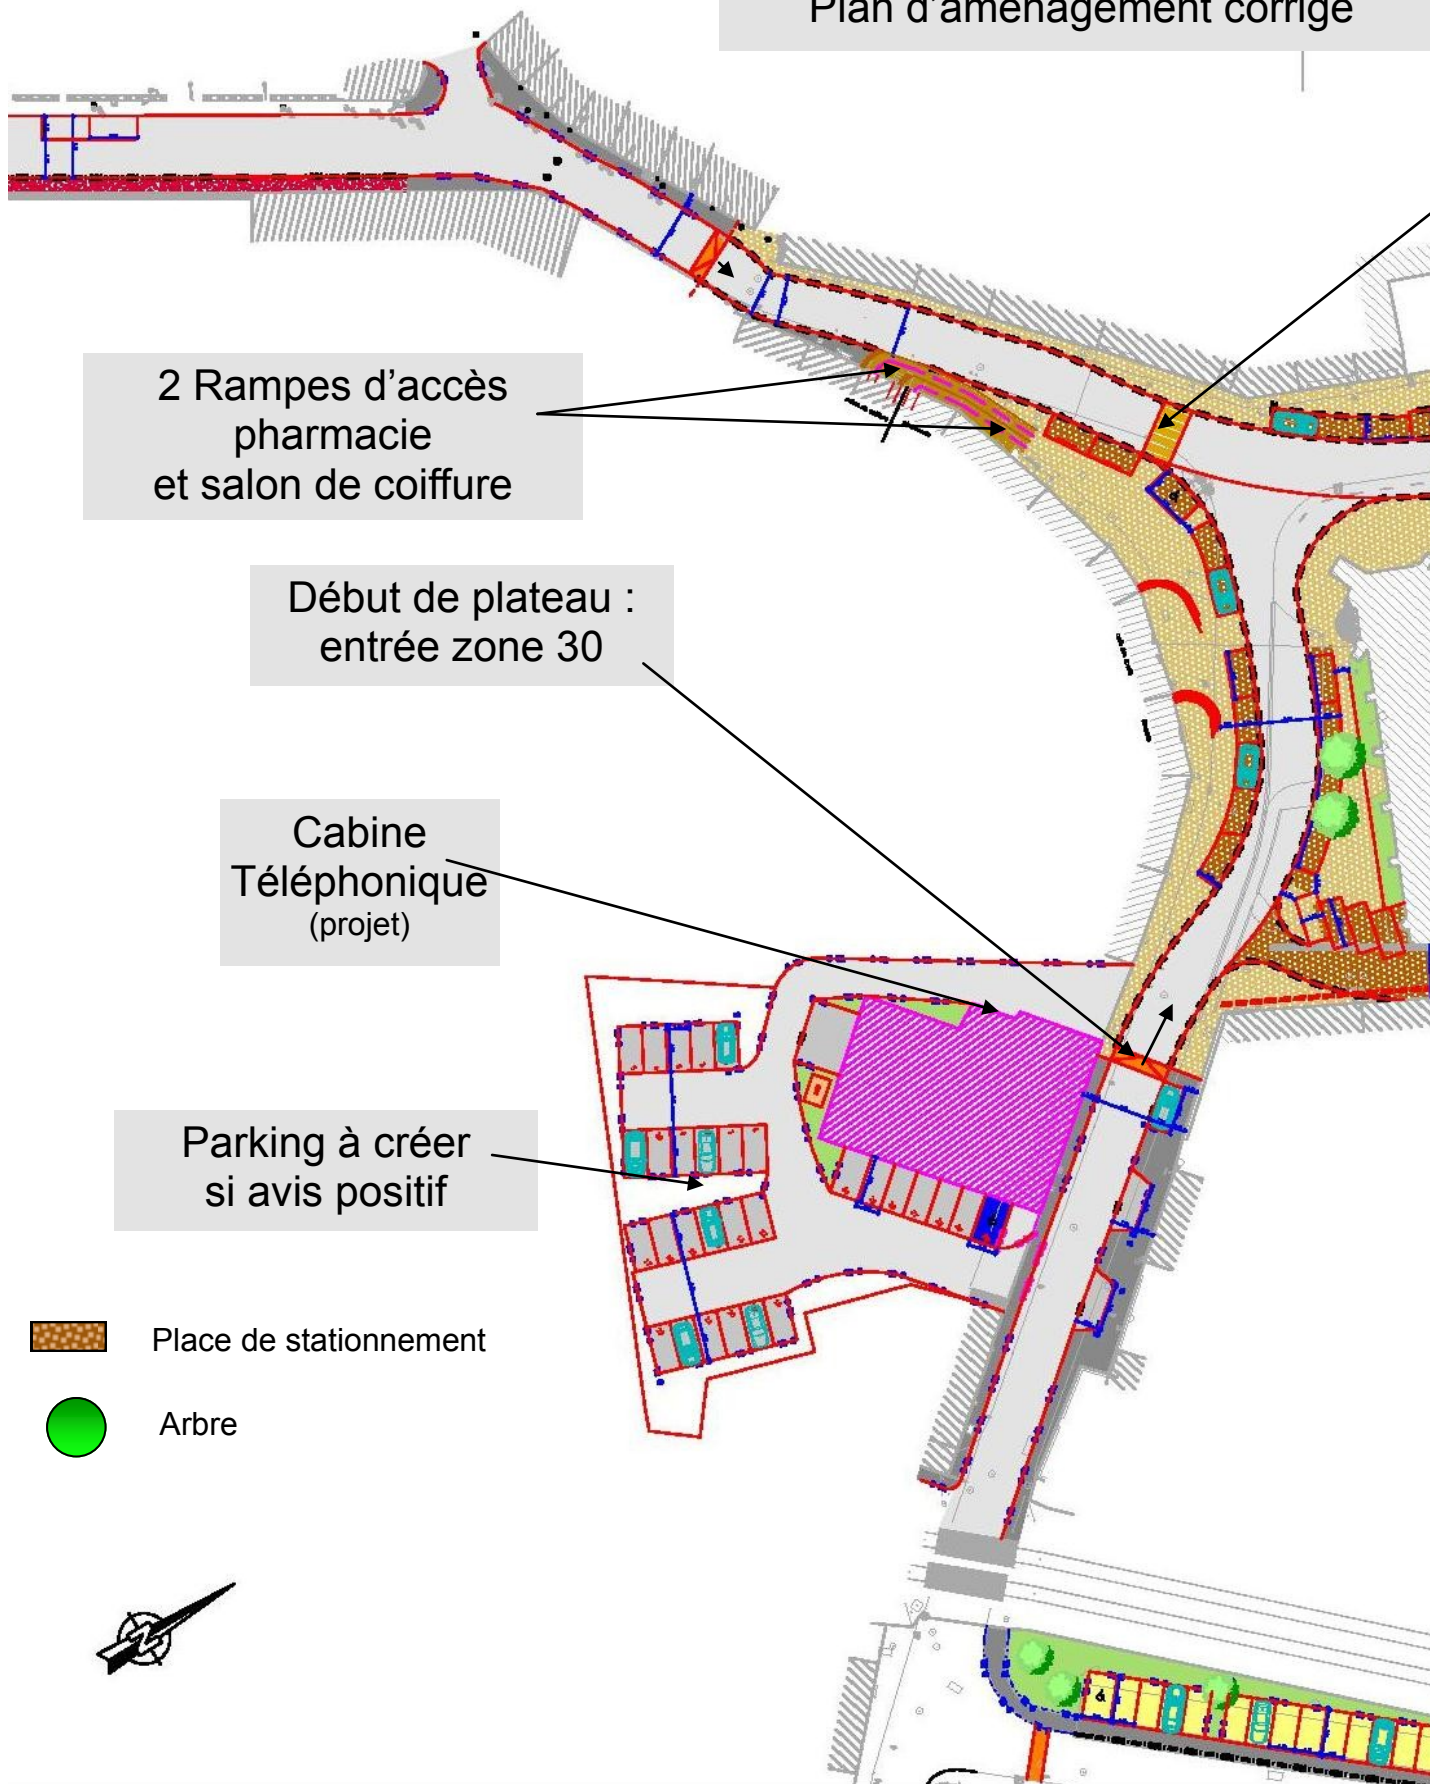 Plan d'aménagement corrigé
2 Rampes d'accès
pharmacie
et salon de coiffure
Début de plateau :
entrée zone 30
Cabine
Téléphonique
(projet)
Parking à créer
si avis positif
Place de stationnement
Arbre